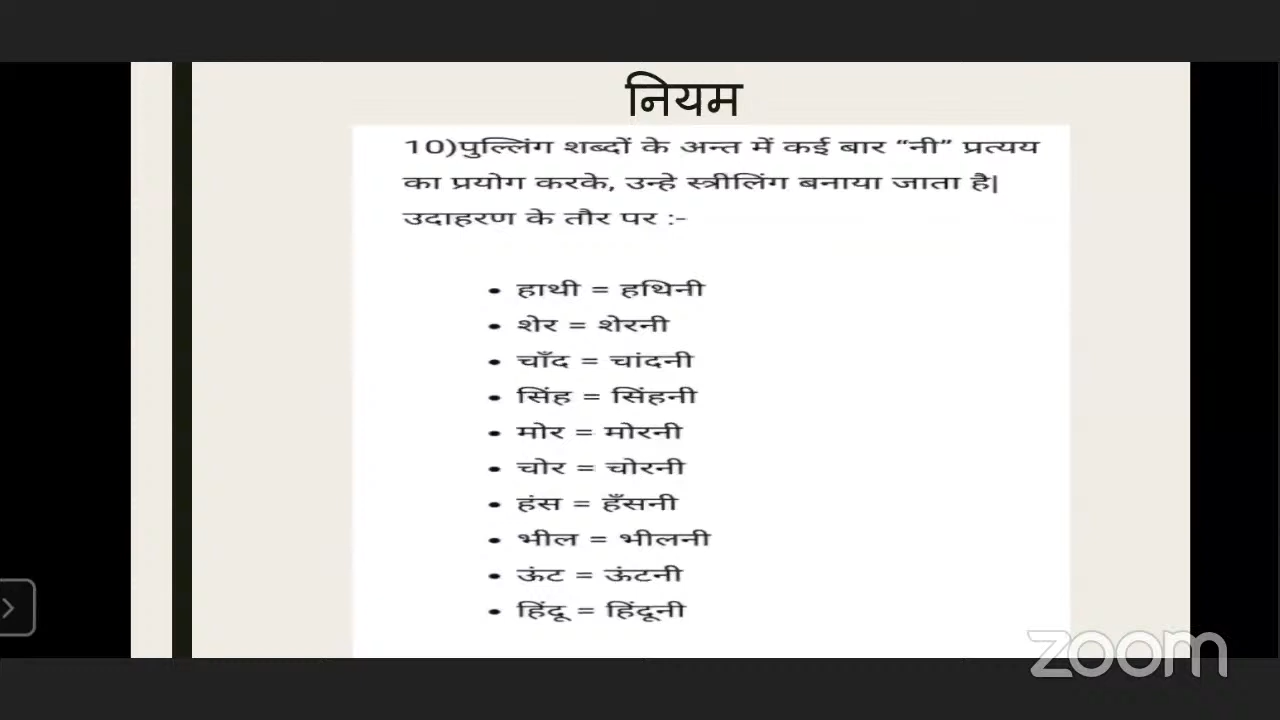 नियम
10)पुल्लिंग शब्दों के अन्त में कई बार “नी” प्रत्यय
का प्रयोग करके, उन्हे स्त्रीलिंग बनाया जाता है|
उदाहरण के तौर पर :-
• हाथी = हथिनी
• शेर = शेरनी
• चाँद = चांदनी
• सिंह = सिंहनी
• मोर = मोरनी
• चोर = चोरनी
• हंस = हँसनी
• भील = भीलनी
• ऊंट = ऊंटनी
• हिंदू = हिंदूनी
zoom